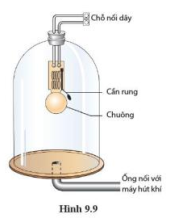 Chỗ nối dây
Cần rung
Chuông
Ống nối với
máy hút khí
Hình 9.9